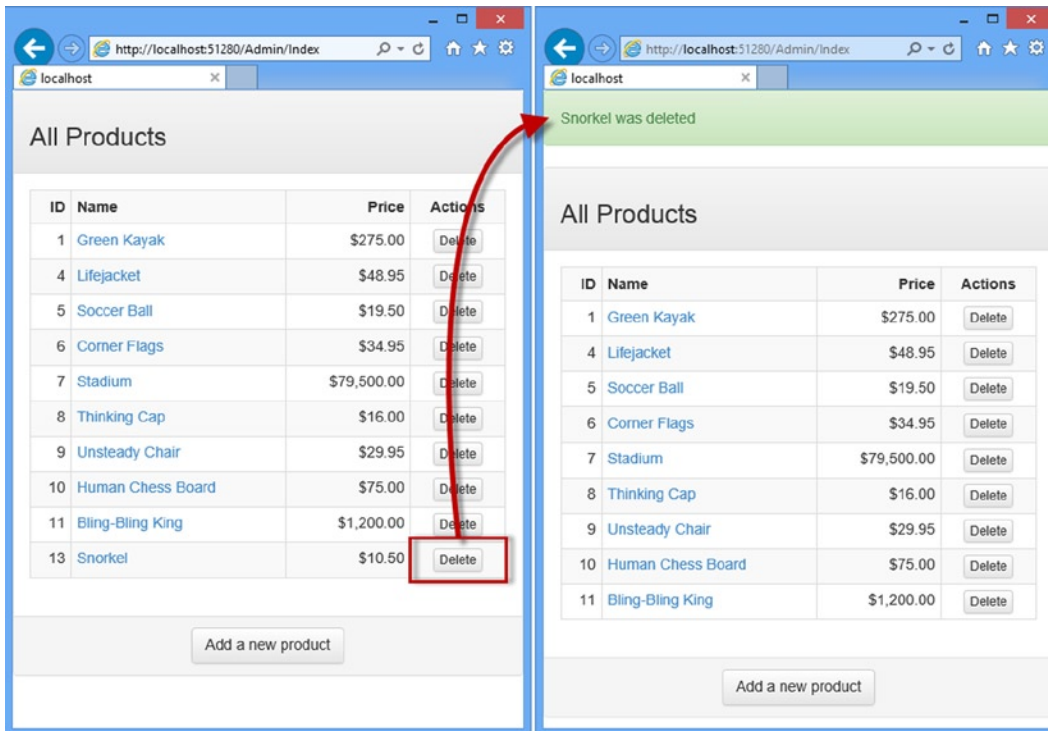 http://localhost:51280/Admin/Index
localhost
All Products
ID Name Price Actions
1 Green Kayak $275.00 Delete
4 Lifejacket $48.95 Delete
5 Soccer Ball $19.50 Delete
6 Corner Flags $34.95 Delete
7 Stadium $79,500.00 Delete
8 Thinking Cap $16.00 Delete
9 Unsteady Chair $29.95 Delete
10 Human Chess Board $75.00 Delete
11 Bling-Bling King $1,200.00 Delete
13 Snorkel $10.50 Delete
Add a new product
http://localhost:51280/Admin/Index
localhost
Snorkel was deleted
All Products
ID Name Price Actions
1 Green Kayak $275.00 Delete
4 Lifejacket $48.95 Delete
5 Soccer Ball $19.50 Delete
6 Corner Flags $34.95 Delete
7 Stadium $79,500.00 Delete
8 Thinking Cap $16.00 Delete
9 Unsteady Chair $29.95 Delete
10 Human Chess Board $75.00 Delete
11 Bling-Bling King $1,200.00 Delete
Add a new product